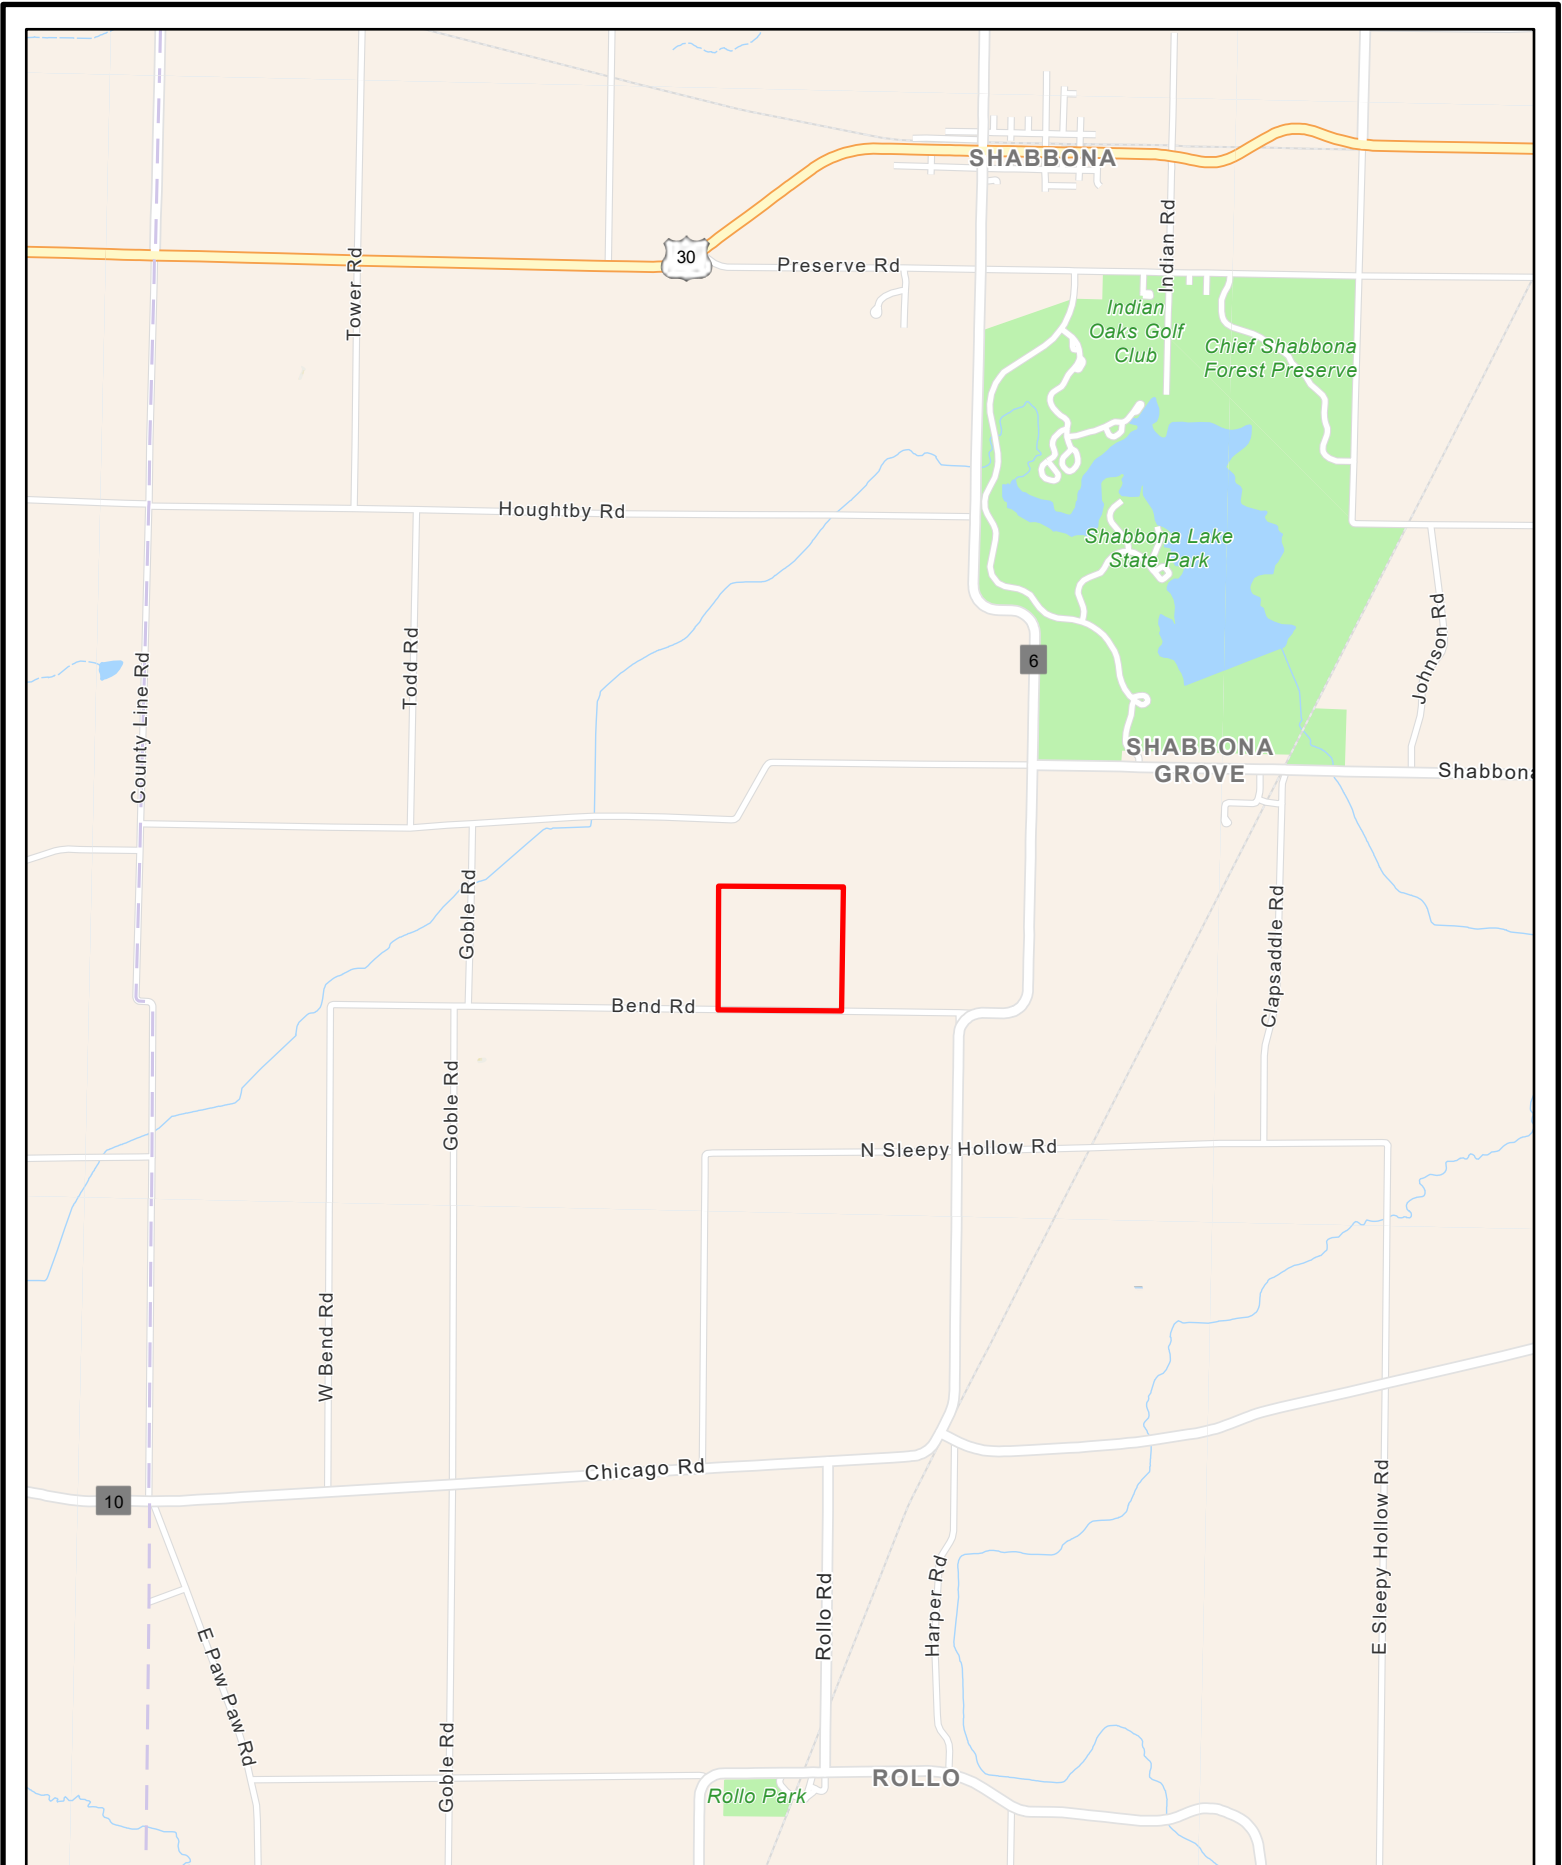 SHABBONA
Indian Rd
Tower Rd
30
Preserve Rd
Indian
Oaks Golf
Club
Chief Shabbona
Forest Preserve
Houghtby Rd
Shabbona Lake
State Park
Johnson Rd
Todd Rd
County Line Rd
6
SHABBONA
GROVE
Shabbona
Goble Rd
Clapsaddle Rd
Bend Rd
Goble Rd
N Sleepy Hollow Rd
W Bend Rd
Chicago Rd
10
E Sleepy Hollow Rd
Rollo Rd
Harper Rd
E Paw Paw Rd
Goble Rd
ROLLO
Rollo Park